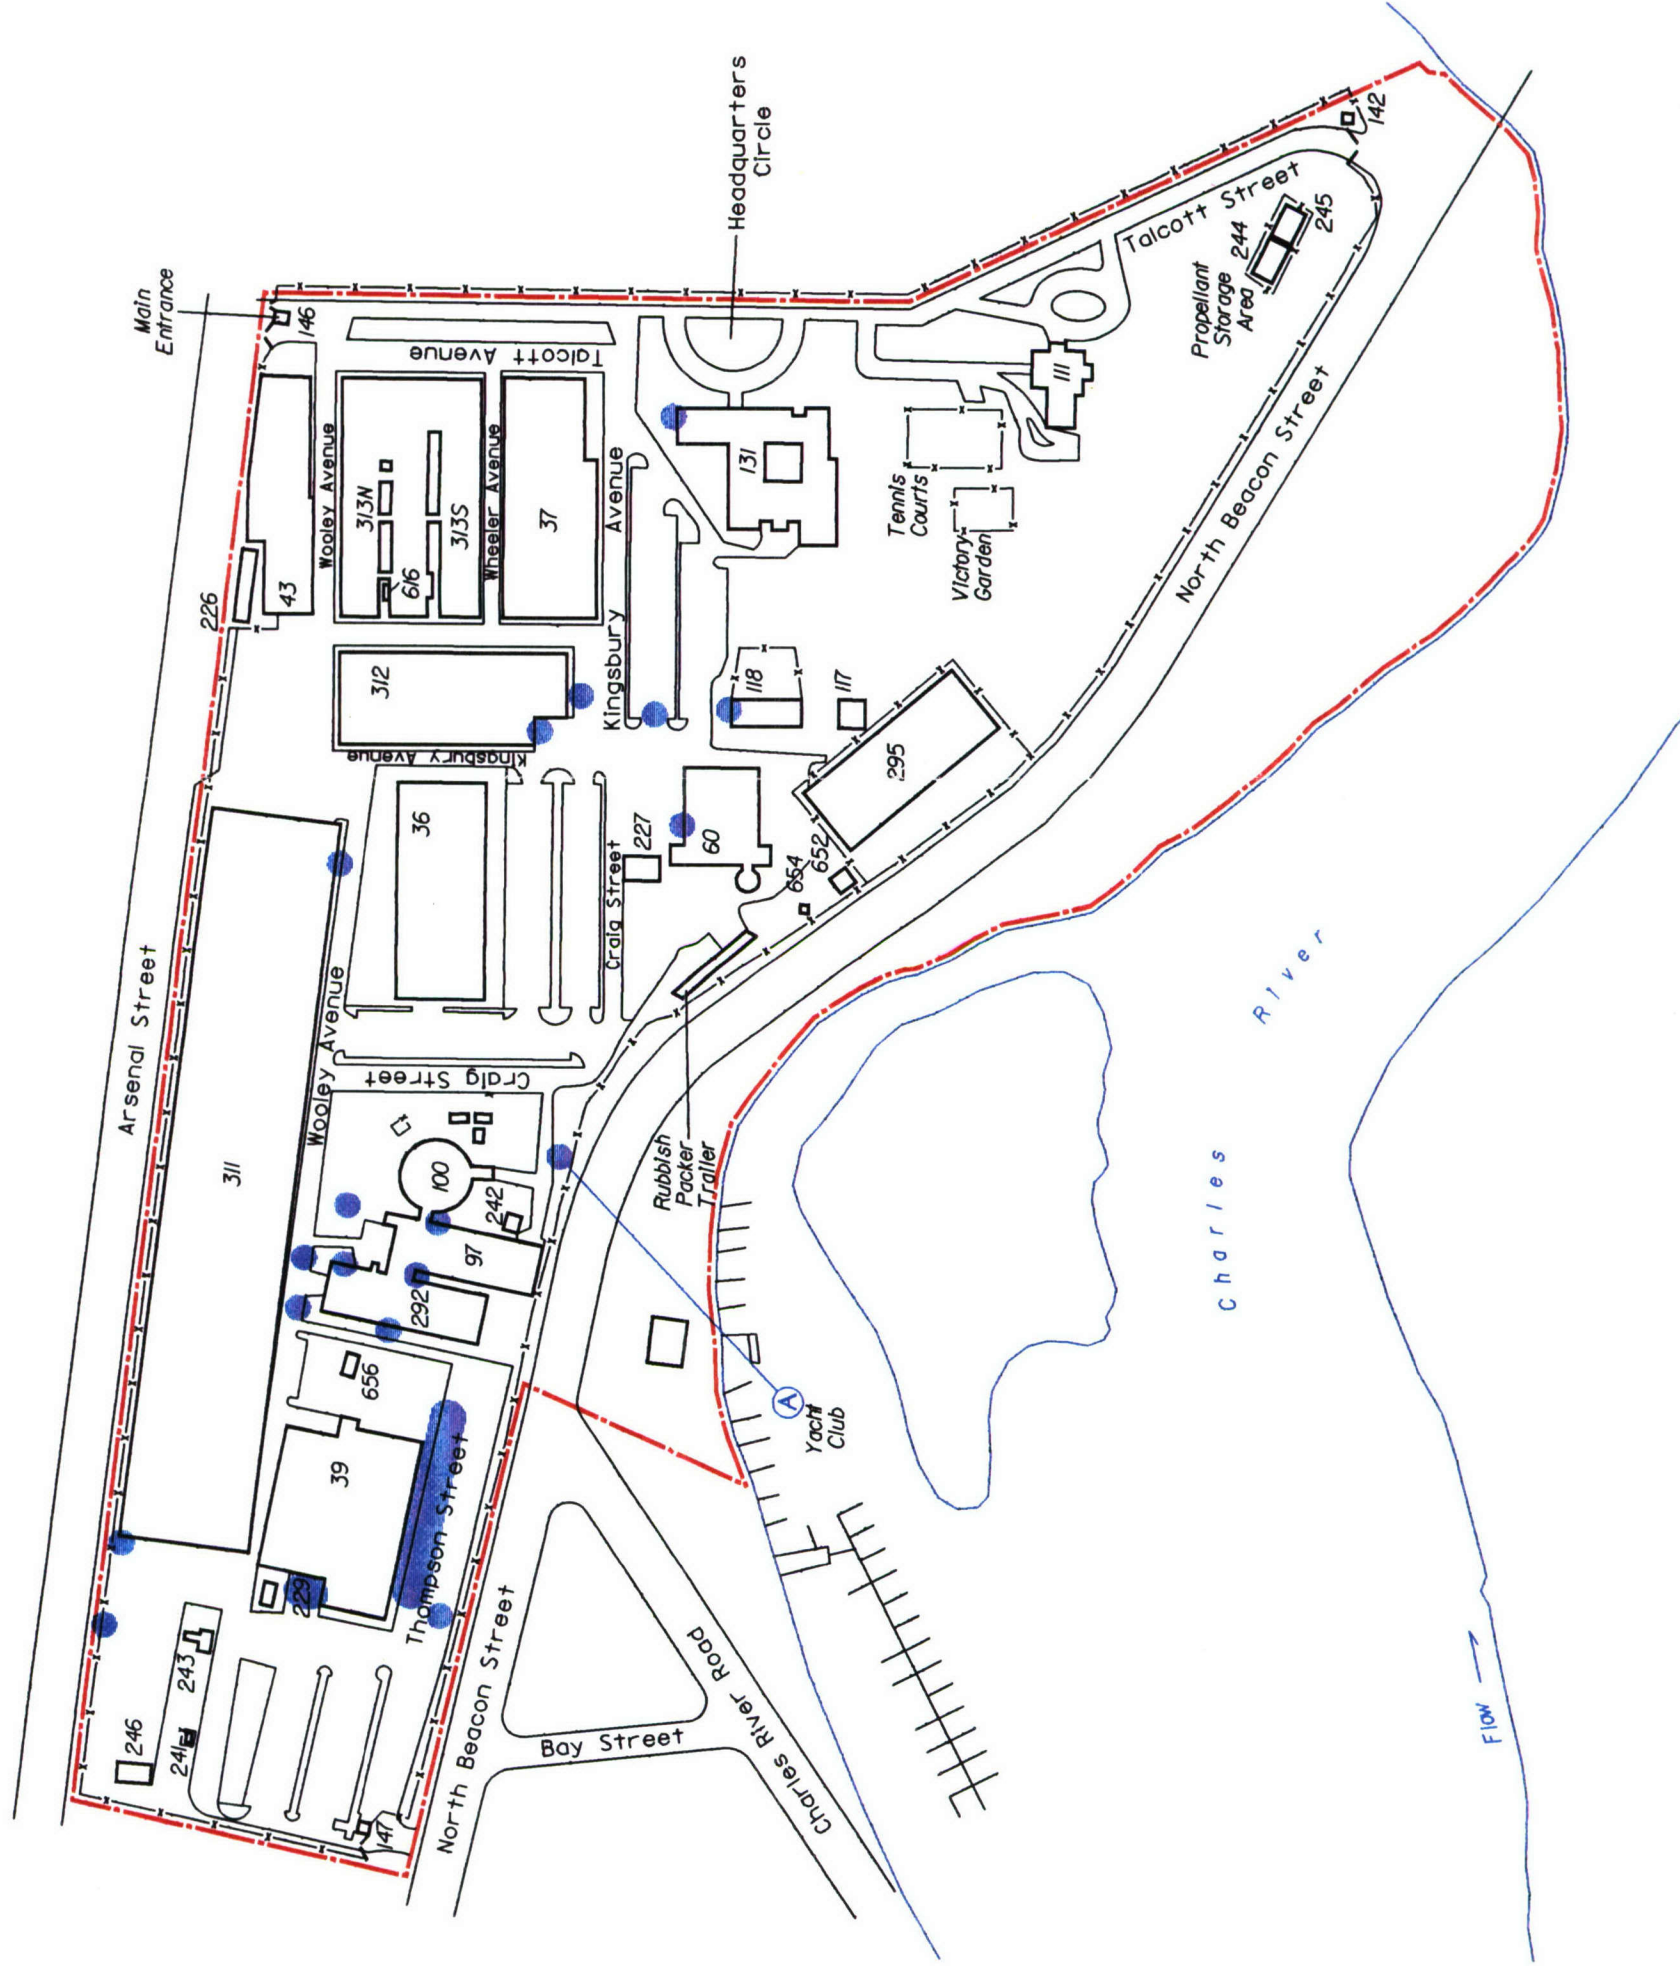 Main
Entrance
Headquarters
Circle
Arsenal Street
226
43
146
142
Wooley Avenue
Talcott Avenue
313N
616
313S
Wheeler Avenue
37
Kingsbury Avenue
312
Kingsbury Avenue
131
111
Talcott Street
244
245
Propellant
Storage
Area
Tennis
Courts
Victory
Garden
North Beacon Street
118
117
295
36
227
60
652
654
Craig Street
Craig Street
Wooley Avenue
311
Rubbish
Packer
Trailer
100
242
97
292
656
39
Thompson Street
229
243
241
246
147
North Beacon Street
Bay Street
Charles River Road
A
Yacht
Club
Charles River
Flow